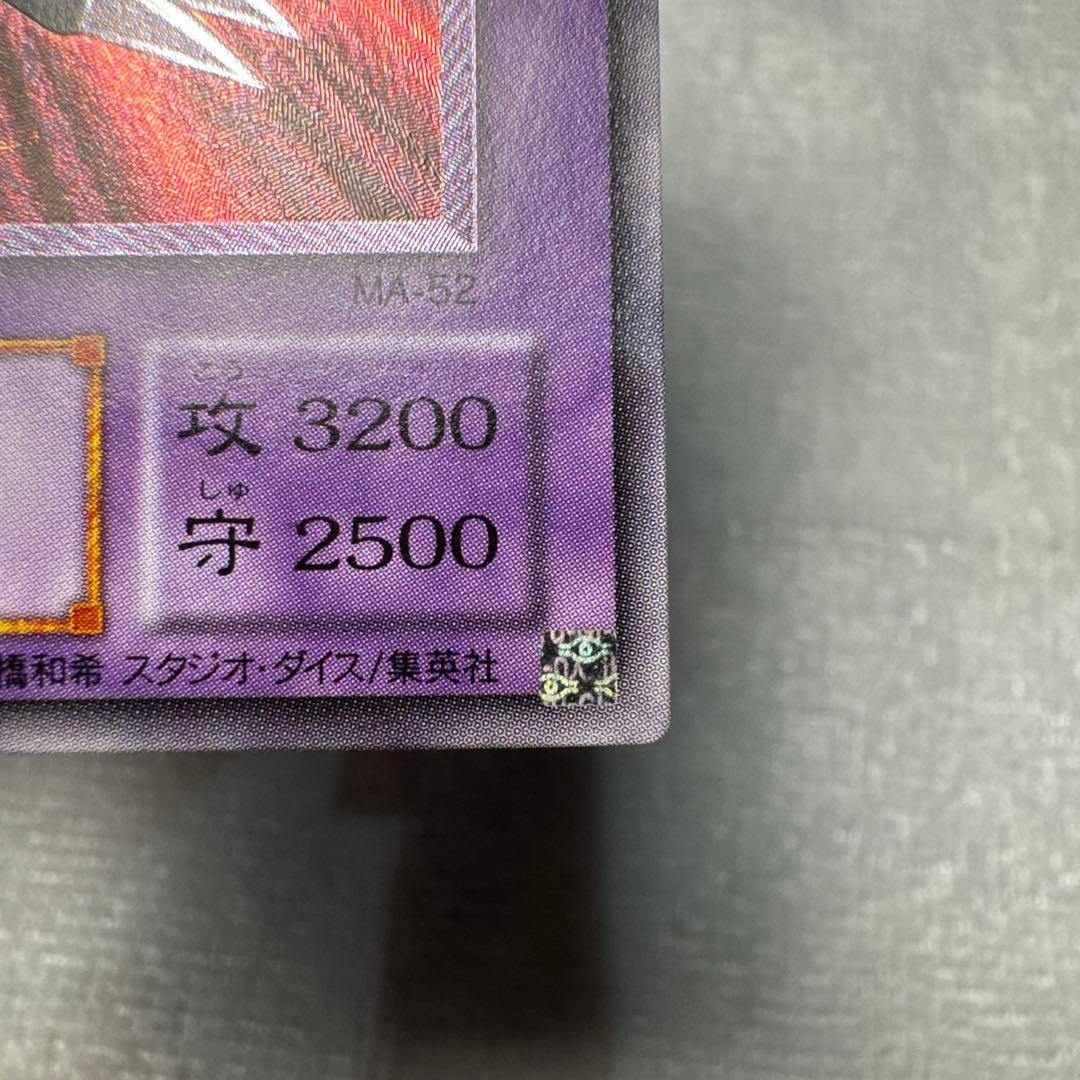 MA-52
こう
攻 3200
しゅ
守 2500
橋和希 スタジオ・ダイス/集英社